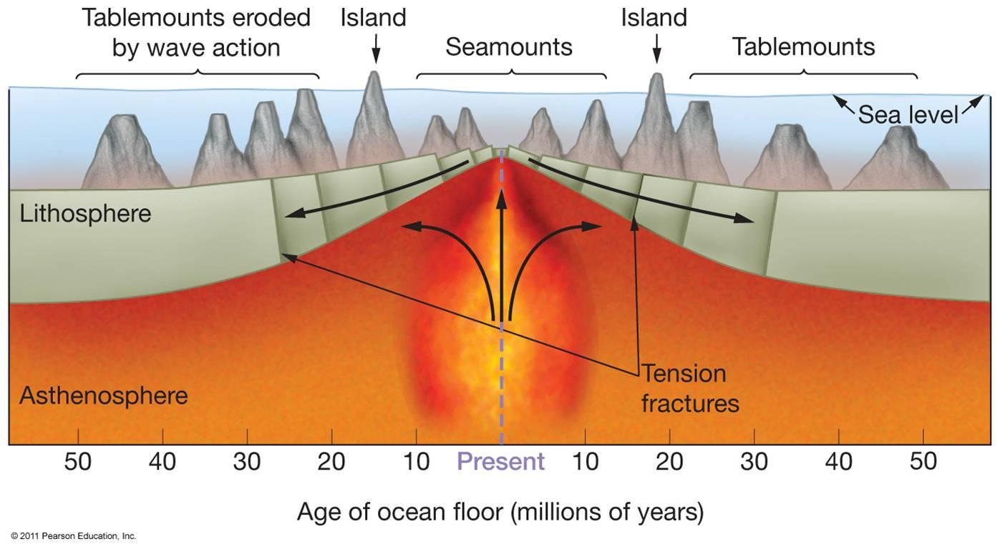 Tablemounts eroded
by wave action
Island
Seamounts
Island
Tablemounts
Sea level
Lithosphere
Asthenosphere
Tension
fractures
50 40 30 20 10 Present 10 20 30 40 50
Age of ocean floor (millions of years)
© 2011 Pearson Education, Inc.